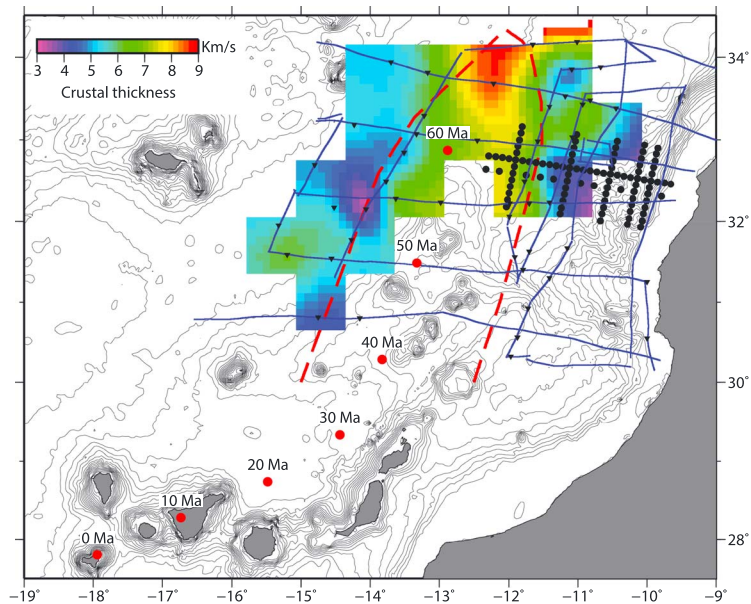 Km/s
3 4 5 6 7 8 9
Crustal thickness
34°
60 Ma
32°
50 Ma
40 Ma
30°
30 Ma
20 Ma
10 Ma
0 Ma
28°
−19 −18 −17 −16 −15 −14 −13 −12 −11 −10 −9